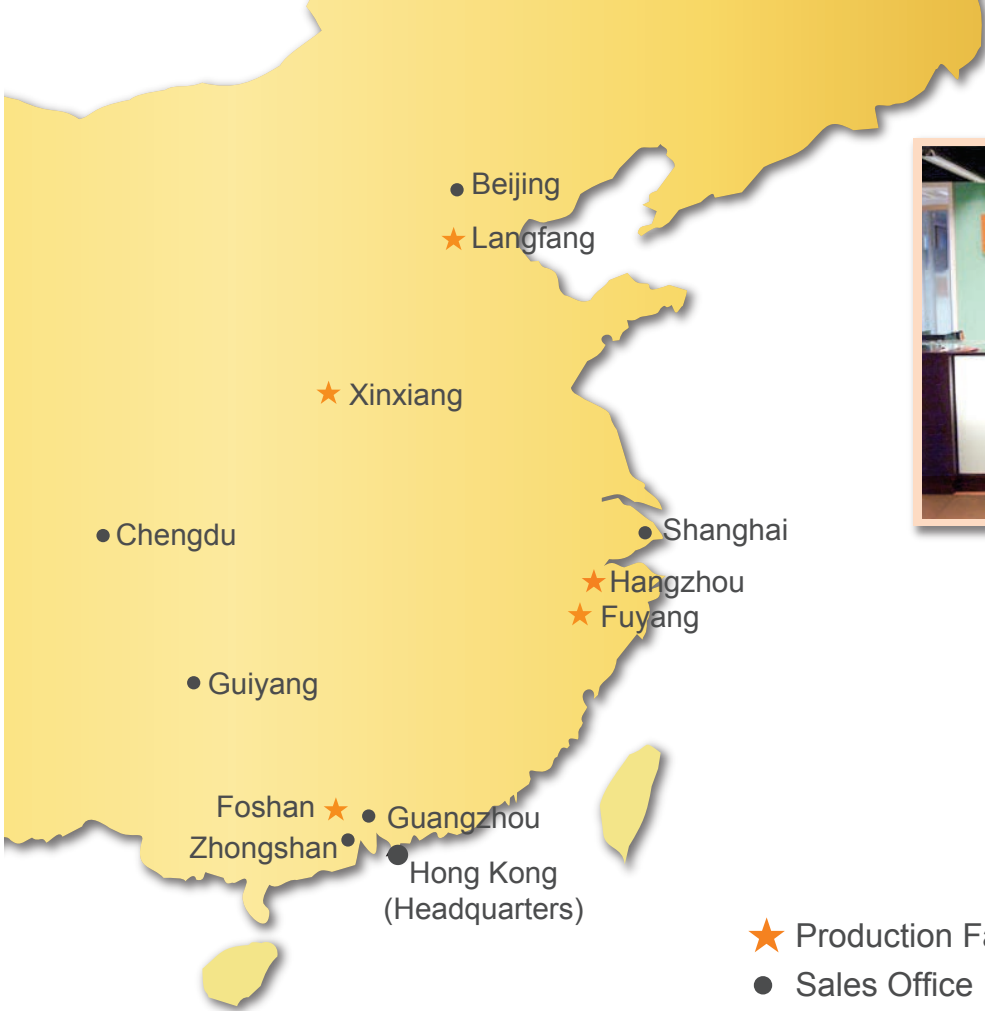 Beijing
Langfang
Xinxiang
Chengdu
Shanghai
Hangzhou
Fuyang
Guiyang
Foshan
Guangzhou
Zhongshan
Hong Kong
(Headquarters)
Production Fa
Sales Office